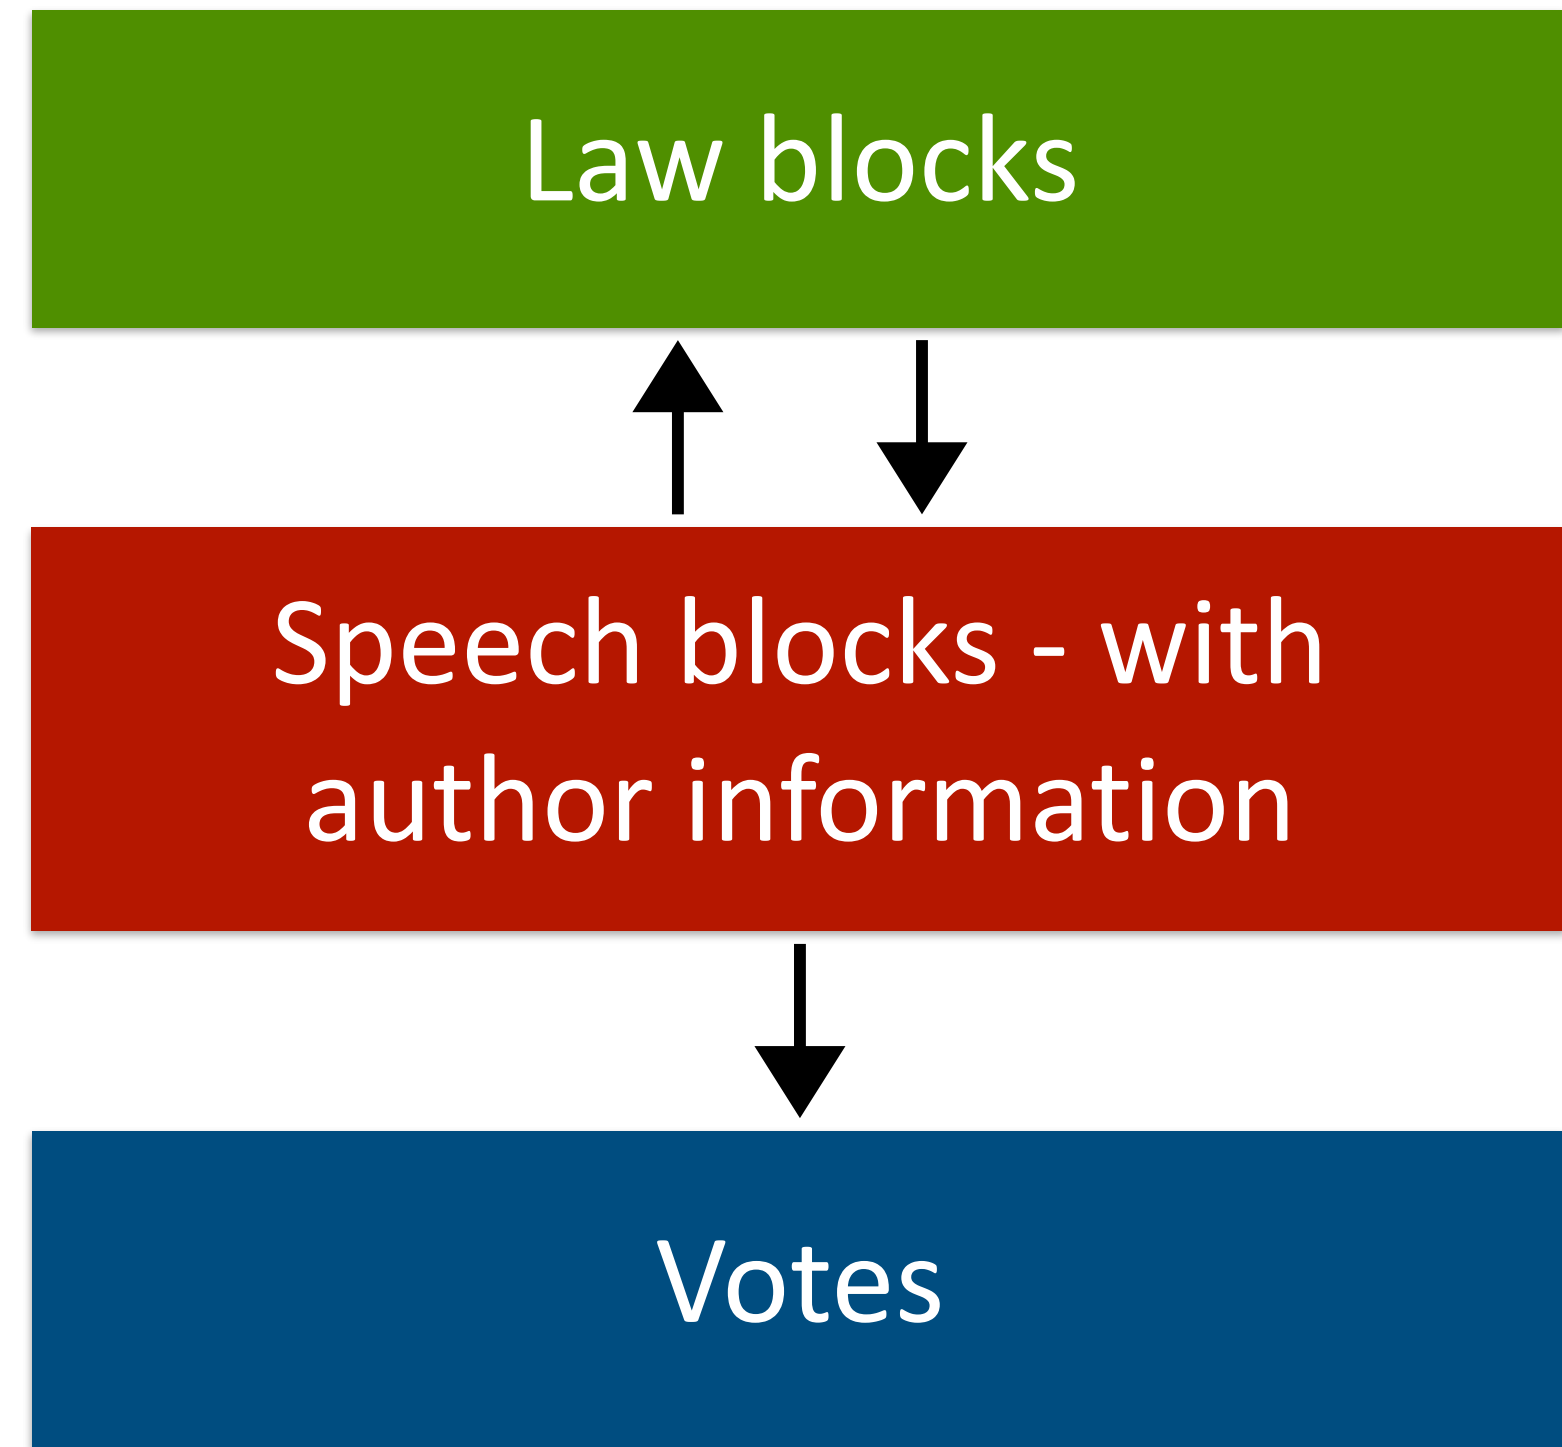 Law blocks
Speech blocks - with
author information
Votes